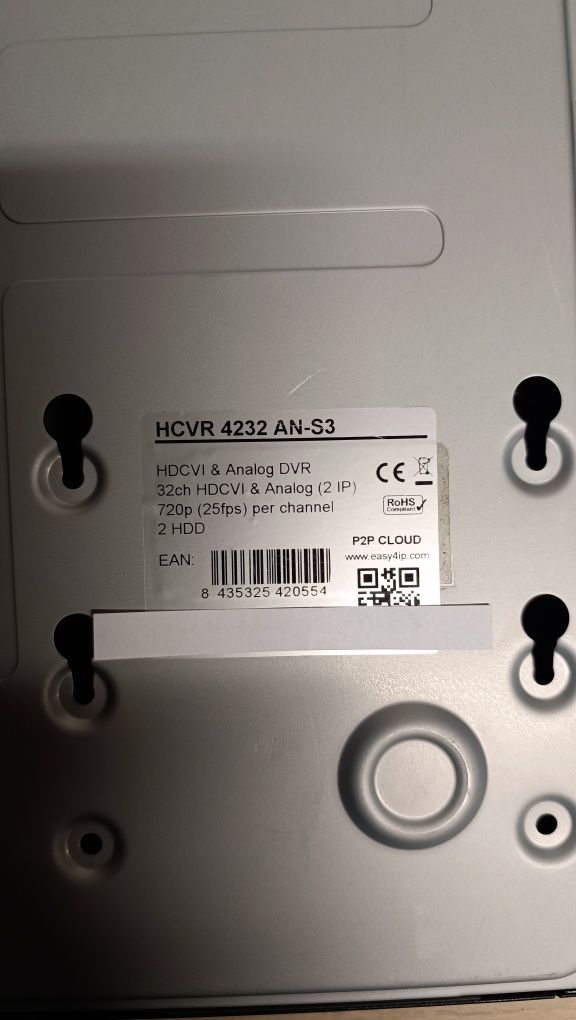 HCVR 4232 AN-S3
HDCVI & Analog DVR
32ch HDCVI & Analog (2 IP)
720p (25fps) per channel
2 HDD
CE
RoHS
Compliant
P2P CLOUD
www.easy4ip.com
EAN:
8 435325 420554